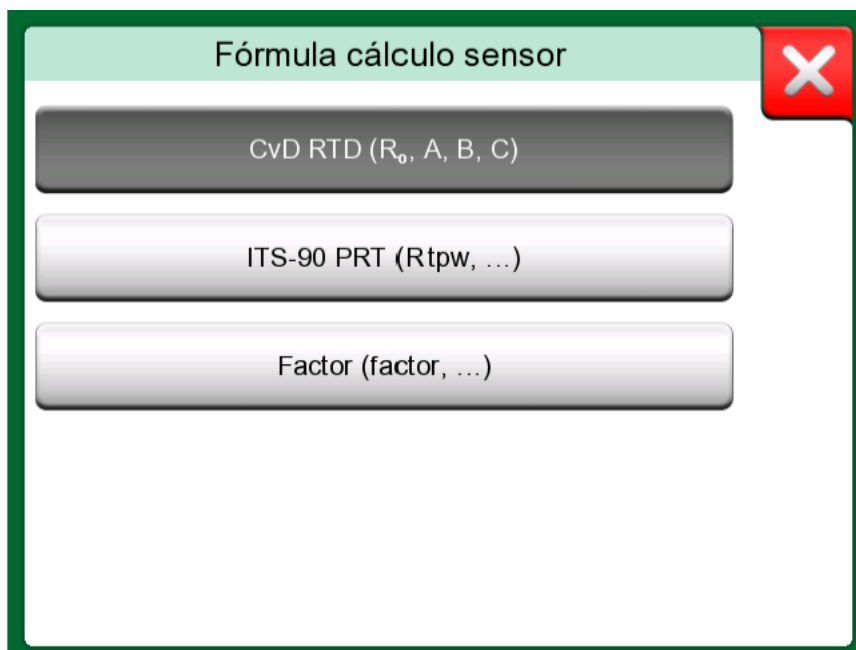 Fórmula cálculo sensor
CvD RTD (R₀, A, B, C)
ITS-90 PRT (Rtpw, ...)
Factor (factor, ...)